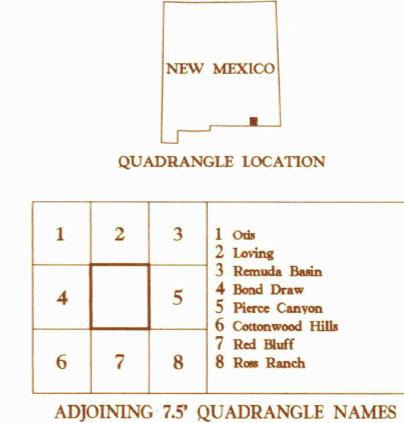 NEW MEXICO
QUADRANGLE LOCATION
1 2 3
4 5
6 7 8
1 Otis
2 Loving
3 Remuda Basin
4 Bond Draw
5 Pierce Canyon
6 Cottonwood Hills
7 Red Bluff
8 Ross Ranch
ADJOINING 7.5' QUADRANGLE NAMES